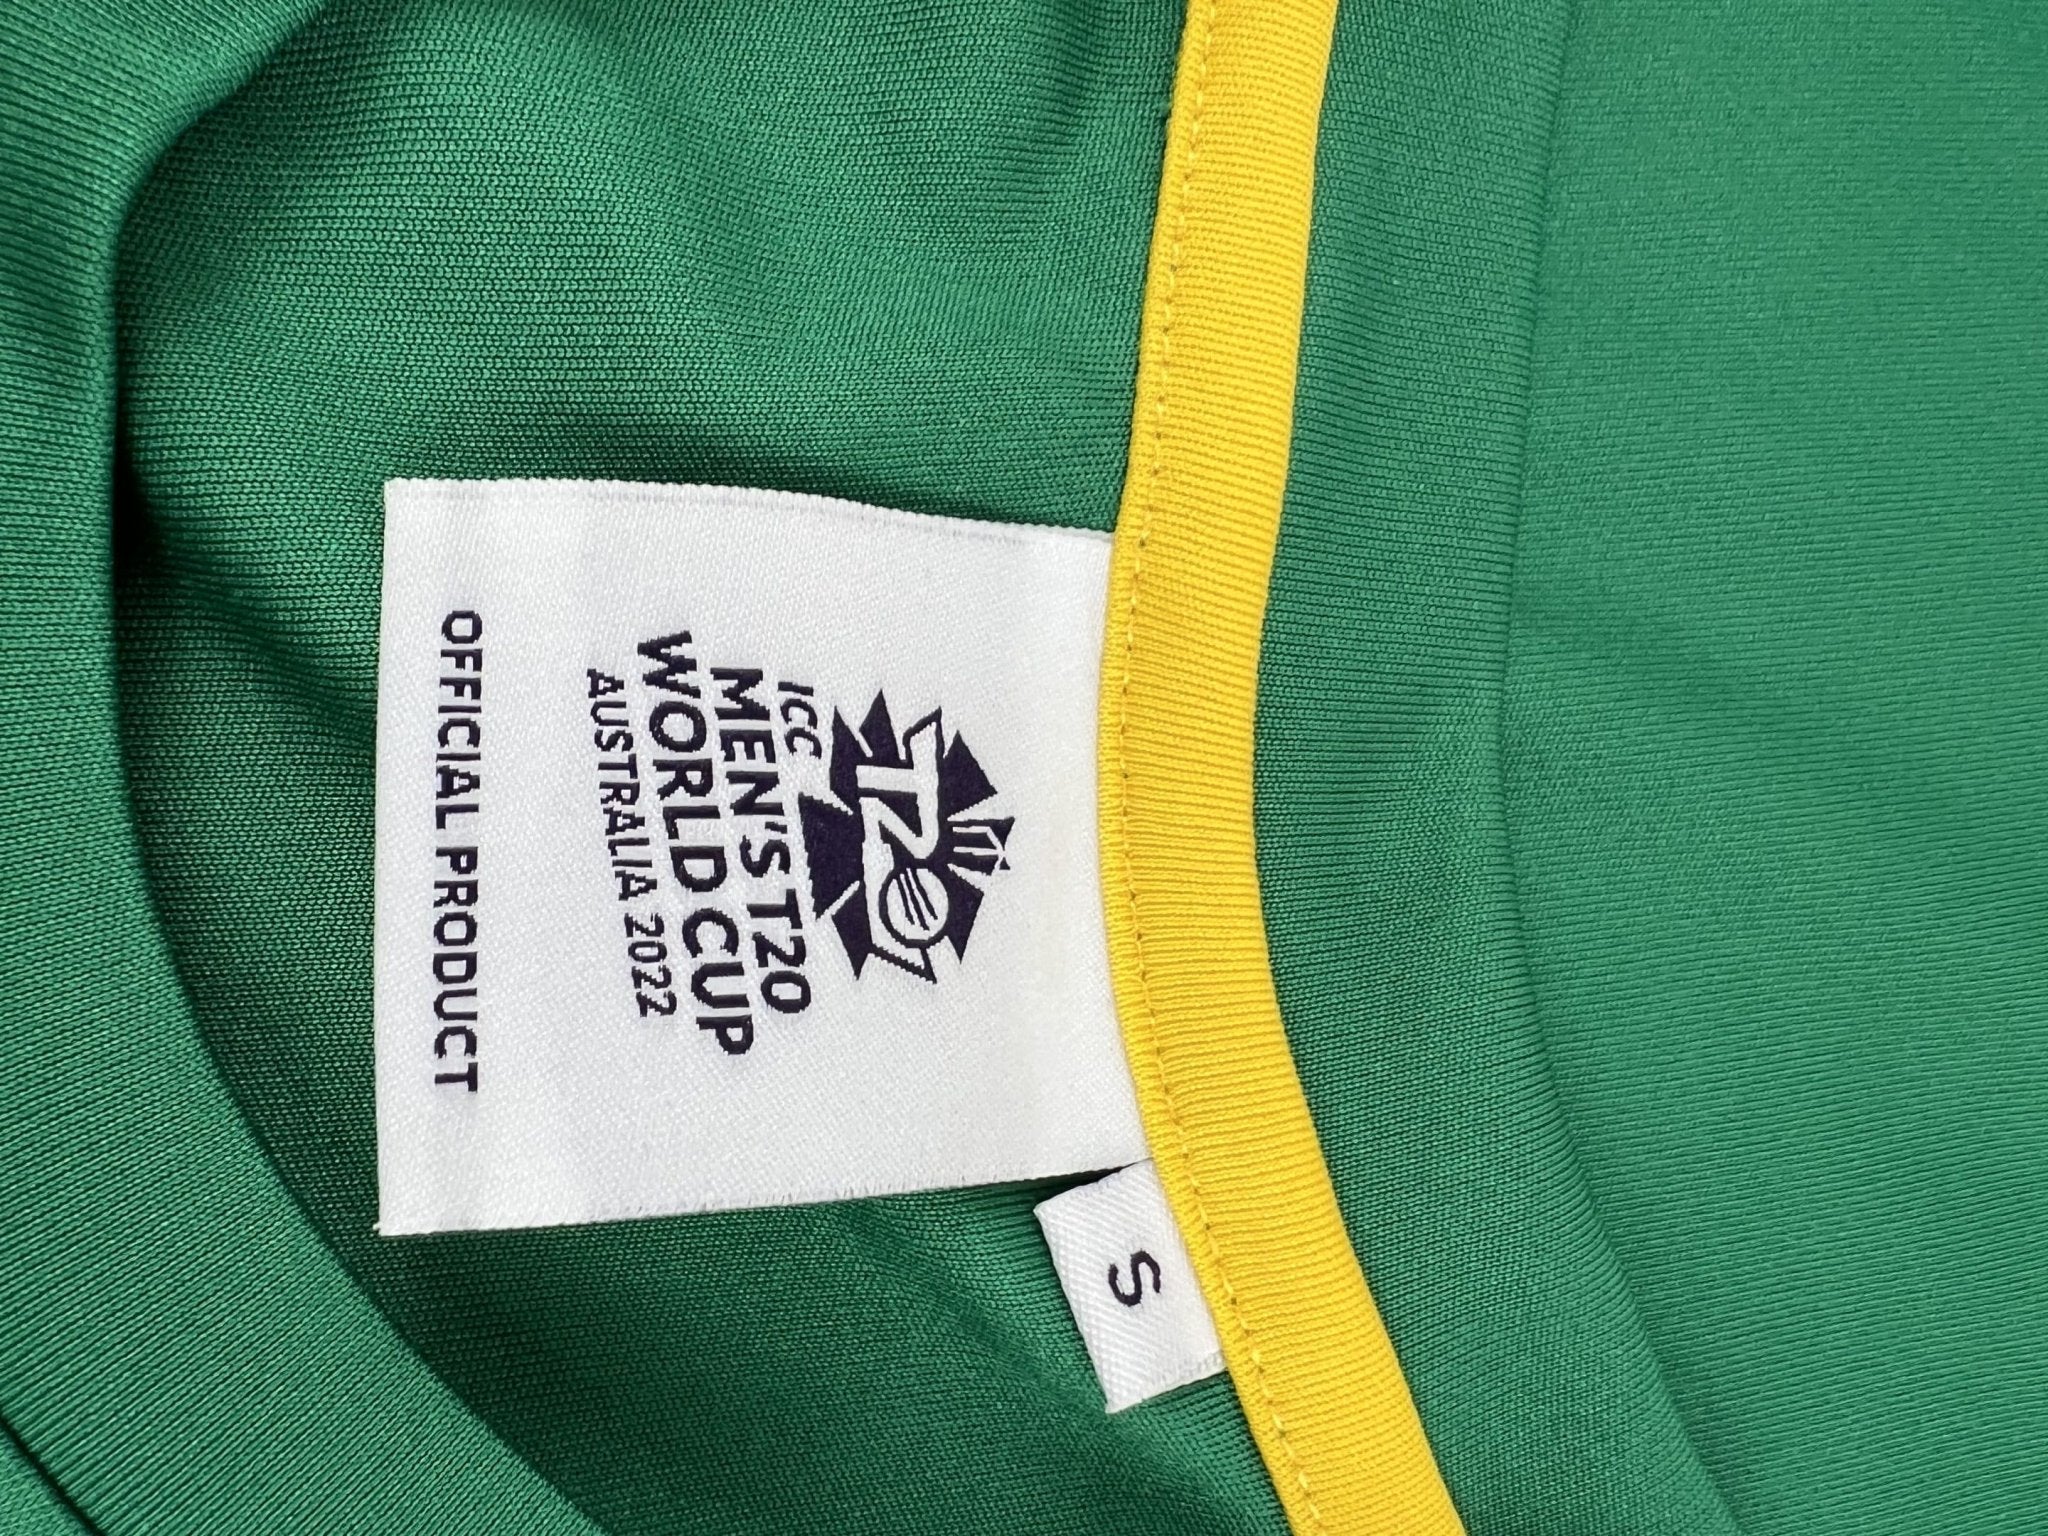 T20
ICC
MEN'S T20
WORLD CUP
AUSTRALIA 2022
OFFICIAL PRODUCT
S